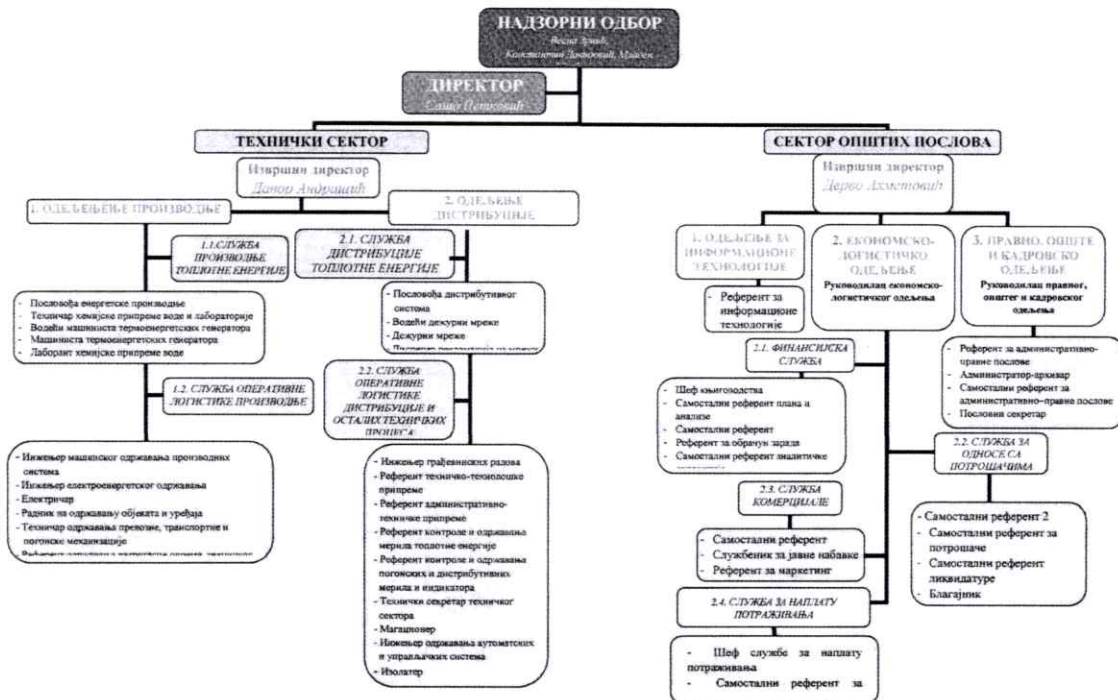 НАДЗОРНИ ОДБОР
Весна
Константин
ДИРЕКТОР
Саша Петковић
ТЕХНИЧКИ СЕКТОР
Извршни директор
1. ОДЕЉЕЊЕ ПРОИЗВОДЊЕ
1.1. СЛУЖБА
ПРОИЗВОДЊЕ
ТОПЛОТНЕ ЕНЕРГИЈЕ
- Пословођа енергетске производње
- Техничар хемијске припреме воде и лабораторије
- Водећи машиниста термоенергетских генератора
- Машиниста термоенергетских генератора
- Лаборант хемијске припреме воде
1.2. СЛУЖБА ОПЕРАТИВНЕ
ЛОГИСТИКЕ ПРОИЗВОДЊЕ
- Инжењер машинског одржавања производних
система
- Инжењер електроенергетског одржавања
- Електричар
- Радник на одржавању објеката и уређаја
- Техничар одржавања превозне, транспортне и
погонске механизације
2. ОДЕЉЕЊЕ
ДИСТРИБУЦИЈЕ
2.1. СЛУЖБА
ДИСТРИБУЦИЈЕ
ТОПЛОТНЕ ЕНЕРГИЈЕ
- Пословођа дистрибутивног
система
- Водећи дежурни мреже
- Дежурни мреже
2.2. СЛУЖБА
ОПЕРАТИВНЕ
ЛОГИСТИКЕ
ДИСТРИБУЦИЈЕ И
ОСТАЛИХ ТЕХНИЧКИХ
ПРОЦЕСА
- Инжењер грађевинских радова
- Референт техничко-технолошке
припреме
- Референт административно-
техничке припреме
- Референт контроле и одржавања
мерила топлотне енергије
- Референт контроле и одржавања
погонских и дистрибутивних
мерила и индикатора
- Технички секретар техничког
сектора
- Магационер
- Инжењер одржавања аутоматских
и управљачких система
- Изолатер
СЕКТОР ОПШТИХ ПОСЛОВА
Извршни директор
Дерво Ахметовић
1. ОДЕЉЕЊЕ ЗА
ИНФОРМАЦИОНЕ
ТЕХНОЛОГИЈЕ
- Референт за
информационе
технологије
2. ЕКОНОМСКО-
ЛОГИСТИЧКО
ОДЕЉЕЊЕ
Руководилац економско-
логистичког одељења
3. ПРАВНО, ОПШТЕ
И КАДРОВСКО
ОДЕЉЕЊЕ
Руководилац правног,
општег и кадровског
одељења
- Референт за административно-
правне послове
- Администратор-архивар
- Самостални референт за
административно-правне послове
- Пословни секретар
2.1. ФИНАНСИЈСКА
СЛУЖБА
- Шеф књиговодства
- Самостални референт плана и
анализе
- Самостални референт
- Референт за обрачун зарада
- Самостални референт аналитичке
2.2. СЛУЖБА ЗА
ОДНОСЕ СА
ПОТРОШАЧИМА
- Самостални референт 2
- Самостални референт за
потрошаче
- Самостални референт
ликвидатуре
- Благајник
2.3. СЛУЖБА
КОМЕРЦИЈАЛЕ
- Самостални референт
- Службеник за јавне набавке
- Референт за маркетинг
2.4. СЛУЖБА ЗА НАПЛАТУ
ПОТРАЖИВАЊА
- Шеф службе за наплату
потраживања
- Самостални референт за